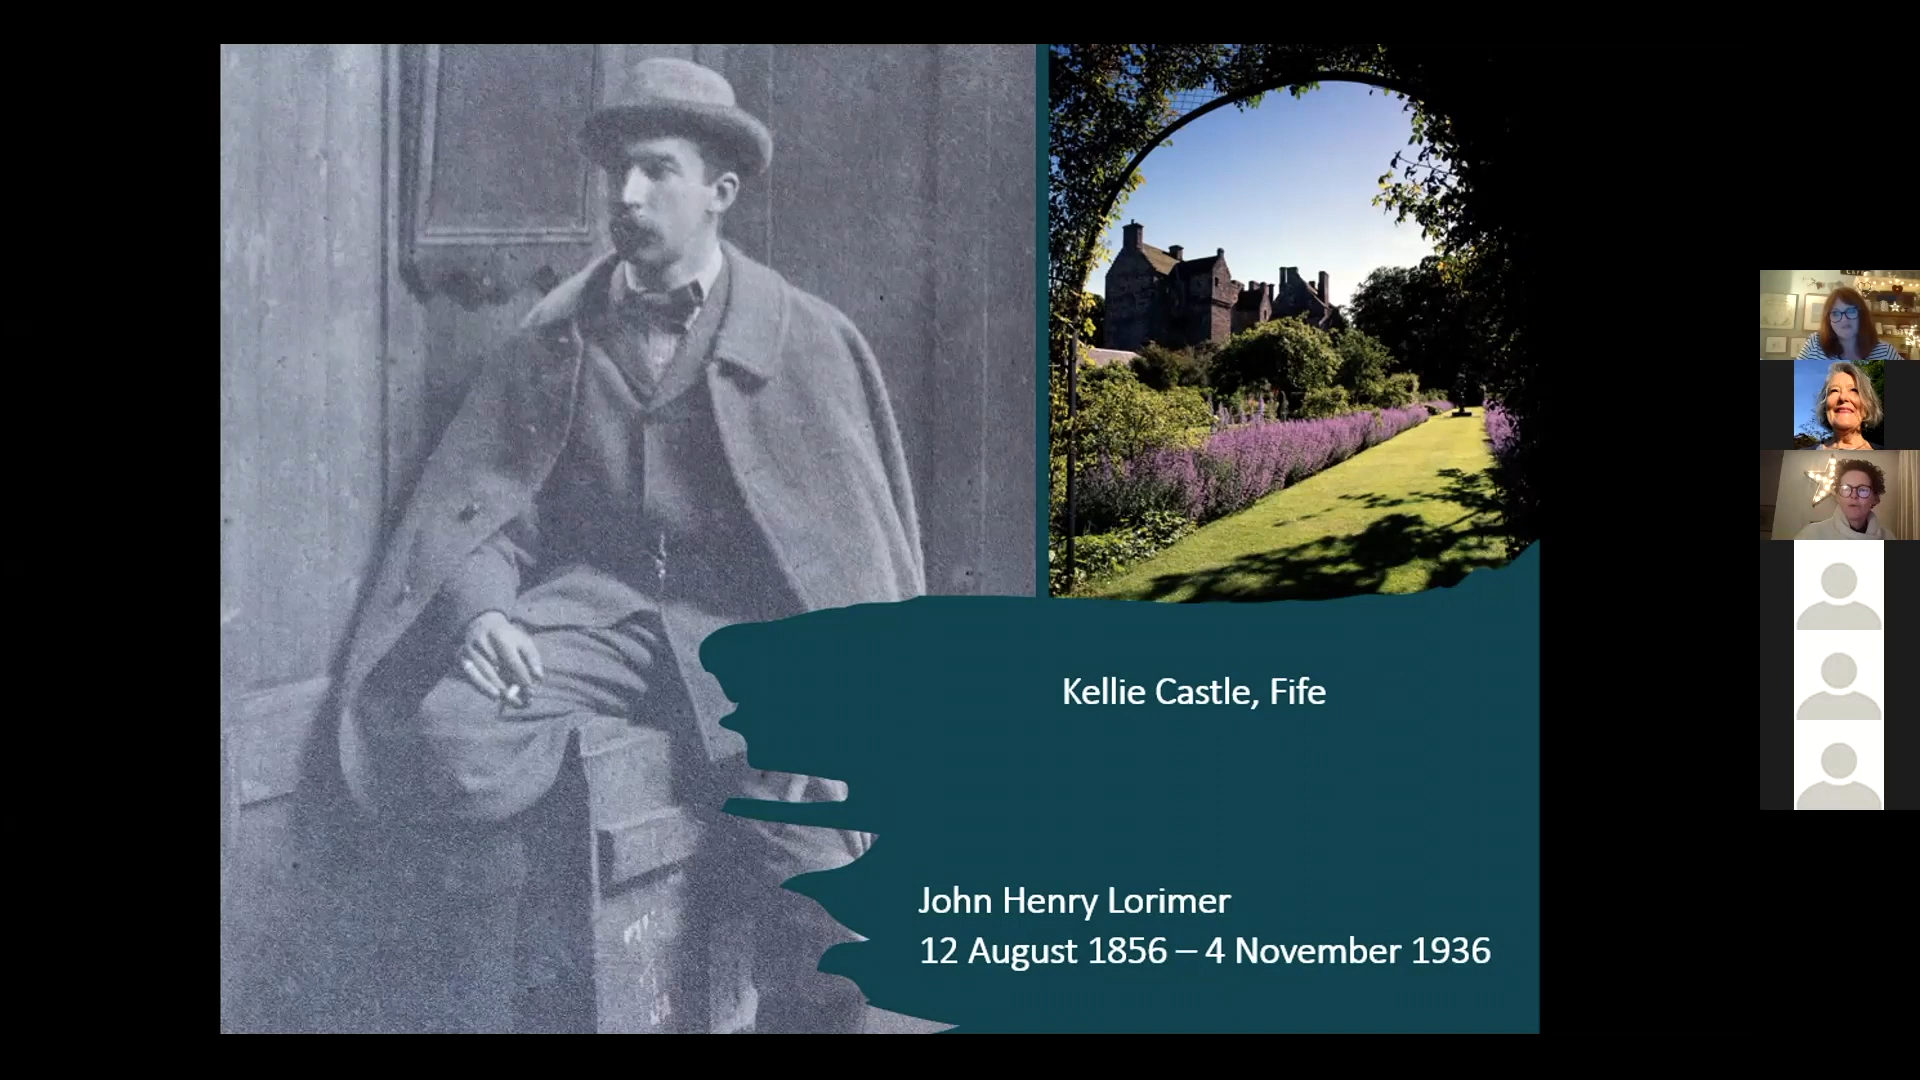 Kellie Castle, Fife
John Henry Lorimer
12 August 1856 – 4 November 1936